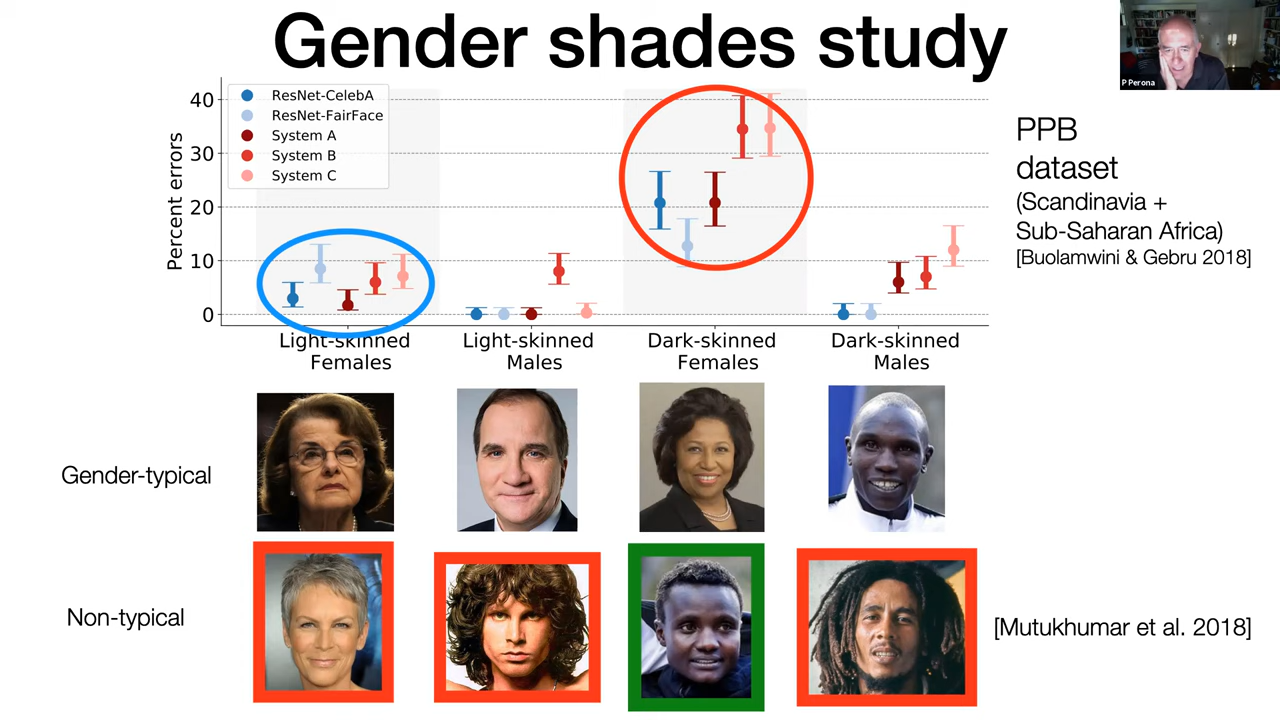 Gender shades study
P Perona
40
30
20
10
0
Percent errors
ResNet-CelebA
ResNet-FairFace
System A
System B
System C
Light-skinned
Females
Light-skinned
Males
Dark-skinned
Females
Dark-skinned
Males
PPB
dataset
(Scandinavia +
Sub-Saharan Africa)
[Buolamwini & Gebru 2018]
Gender-typical
Non-typical
[Mutukhumar et al. 2018]